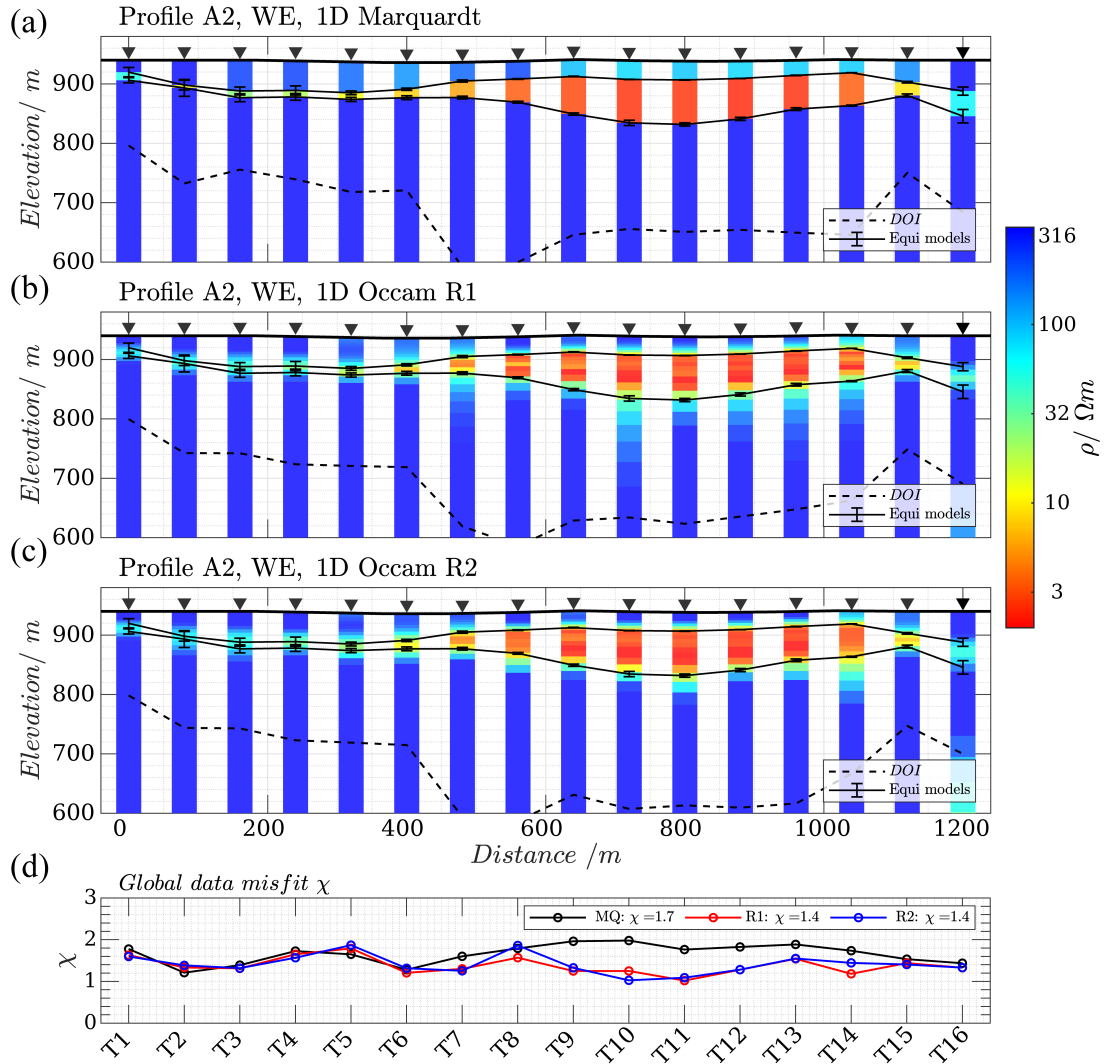 (a)
Profile A2, WE, 1D Marquardt
Elevation/ m
900
800
700
600
DOI
Equi models
(b)
Profile A2, WE, 1D Occam R1
Elevation/ m
900
800
700
600
DOI
Equi models
316
100
32
10
3
ρ/ Ωm
(c)
Profile A2, WE, 1D Occam R2
Elevation/ m
900
800
700
600
DOI
Equi models
0 200 400 600 800 1000 1200
Distance /m
(d)
Global data misfit χ
χ
3
2
1
0
MQ: χ =1.7 R1: χ =1.4 R2: χ =1.4
T1 T2 T3 T4 T5 T6 T7 T8 T9 T10 T11 T12 T13 T14 T15 T16